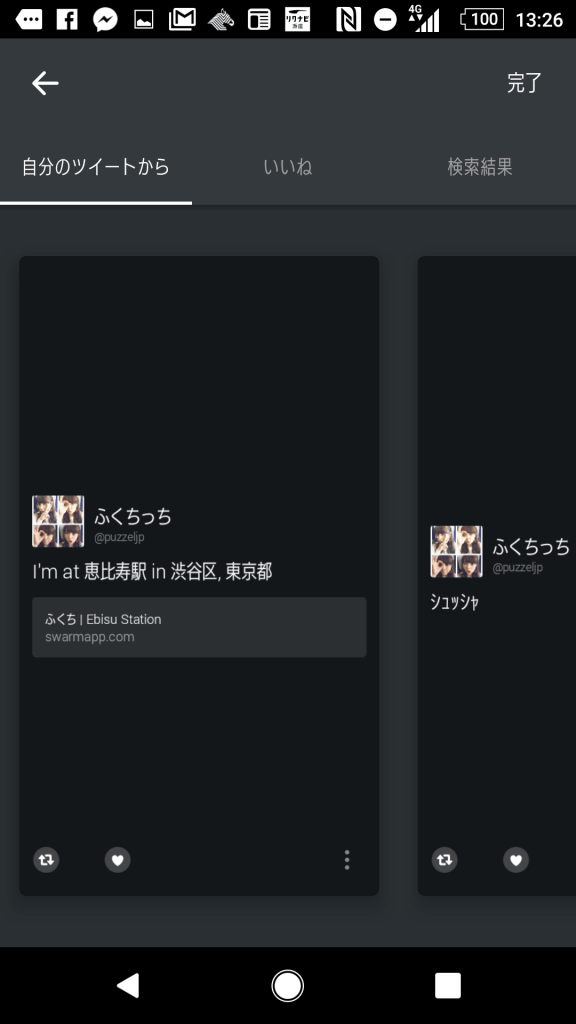 4G
100
13:26
完了
自分のツイートから
いいね
検索結果
ふくちっち
@puzzeljp
I'm at 恵比寿駅 in 渋谷区, 東京都
ふくち | Ebisu Station
swarmapp.com
ふくちっち
@puzzeljp
ｼｭｯｼｬ